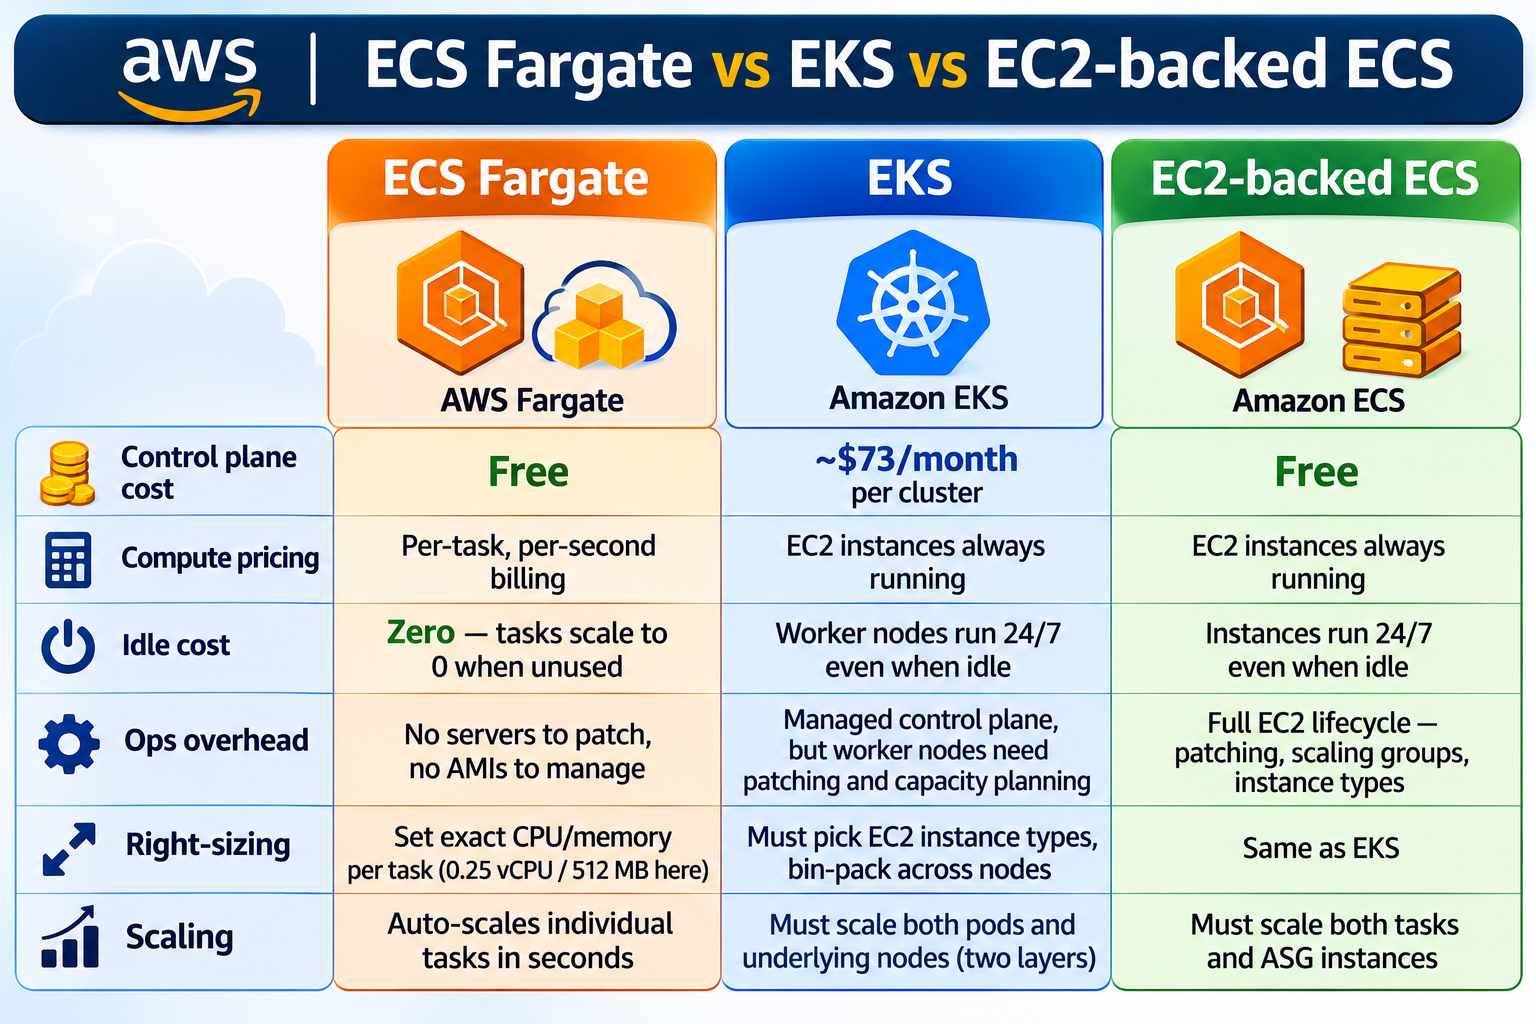 aws | ECS Fargate vs EKS vs EC2-backed ECS
ECS Fargate
EKS
EC2-backed ECS
AWS Fargate
Amazon EKS
Amazon ECS
Control plane
cost
Free
~$73/month
per cluster
Free
Compute pricing
Per-task, per-second
billing
EC2 instances always
running
EC2 instances always
running
Idle cost
Zero — tasks scale to
0 when unused
Worker nodes run 24/7
even when idle
Instances run 24/7
even when idle
Ops overhead
No servers to patch,
no AMIs to manage
Managed control plane,
but worker nodes need
patching and capacity planning
Full EC2 lifecycle —
patching, scaling groups,
instance types
Right-sizing
Set exact CPU/memory
per task (0.25 vCPU / 512 MB here)
Must pick EC2 instance types,
bin-pack across nodes
Same as EKS
Scaling
Auto-scales individual
tasks in seconds
Must scale both pods and
underlying nodes (two layers)
Must scale both tasks
and ASG instances